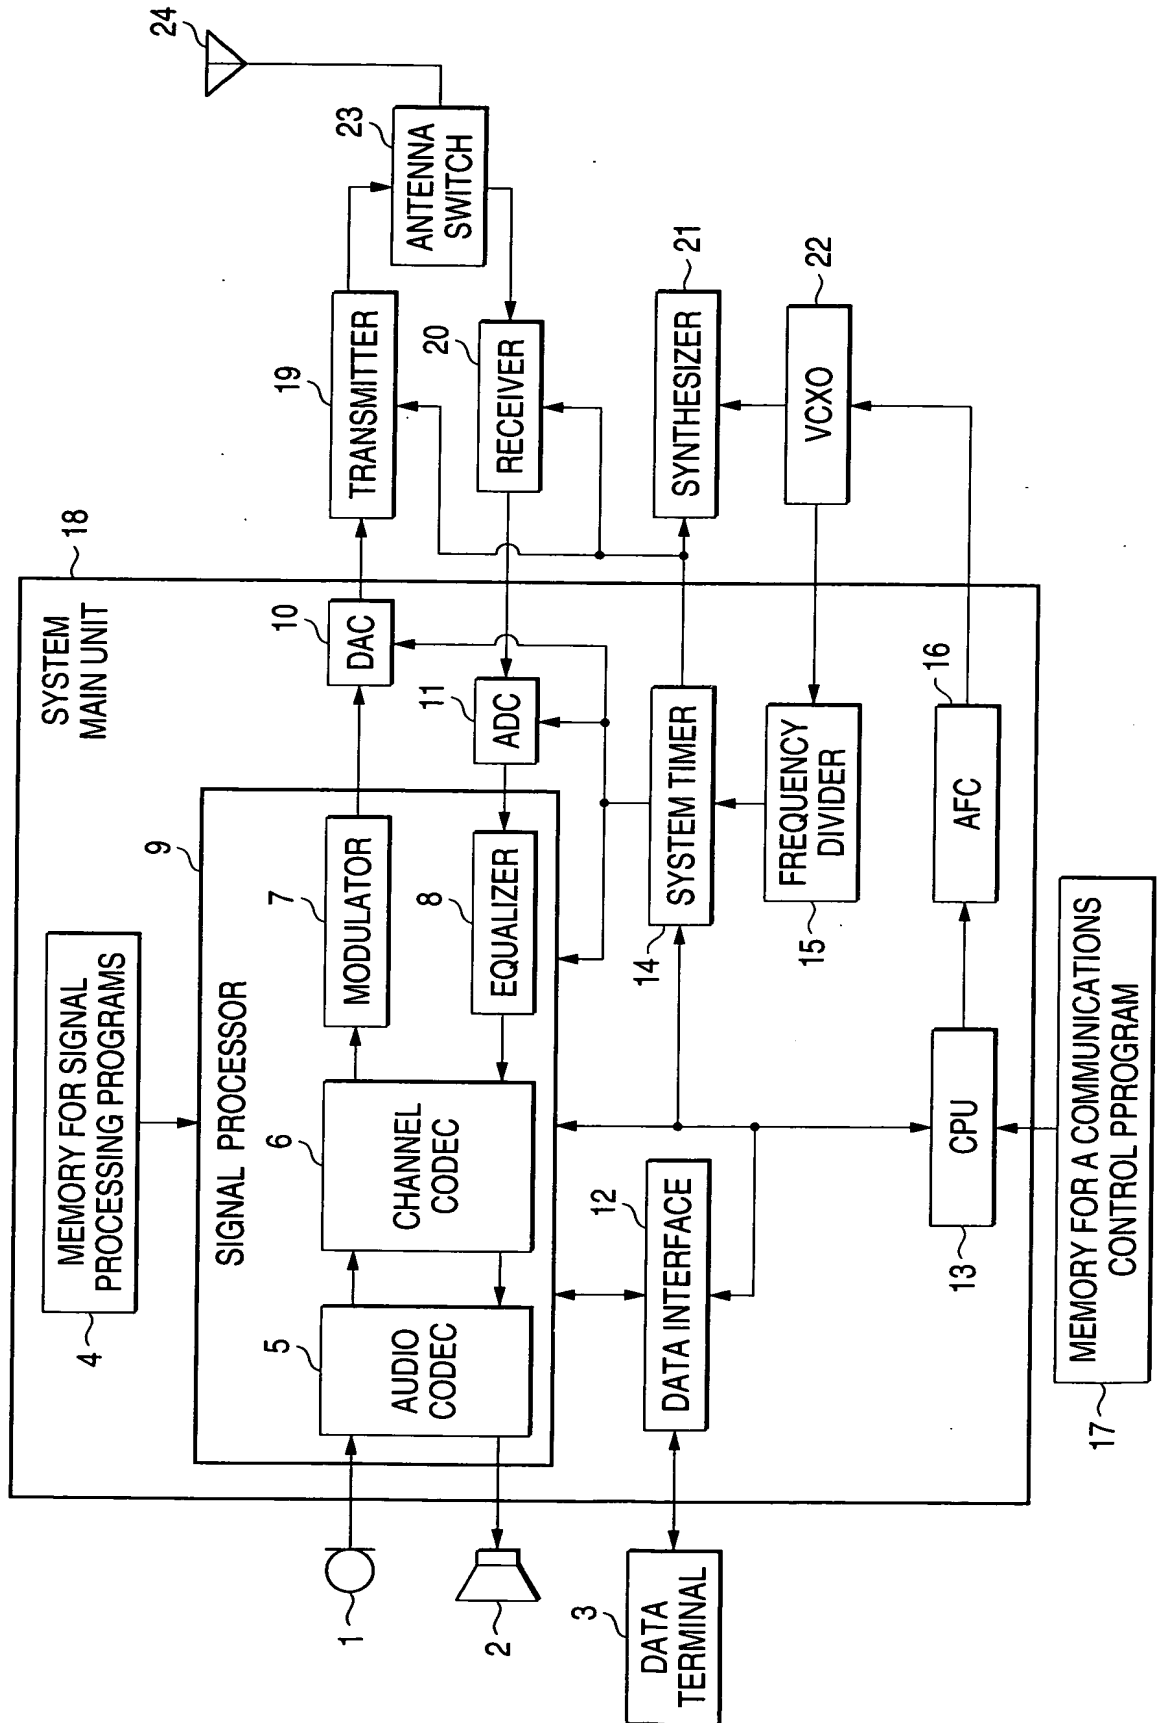 SYSTEM
MAIN UNIT
18
MEMORY FOR SIGNAL
PROCESSING PROGRAMS
4
SIGNAL PROCESSOR
9
1
2
AUDIO
CODEC
5
CHANNEL
CODEC
6
MODULATOR
7
EQUALIZER
8
DAC
10
ADC
11
TRANSMITTER
19
RECEIVER
20
ANTENNA
SWITCH
23
24
DATA
TERMINAL
3
DATA INTERFACE
12
SYSTEM TIMER
14
SYNTHESIZER
21
FREQUENCY
DIVIDER
15
VCXO
22
CPU
13
AFC
16
MEMORY FOR A COMMUNICATIONS
CONTROL PPROGRAM
17